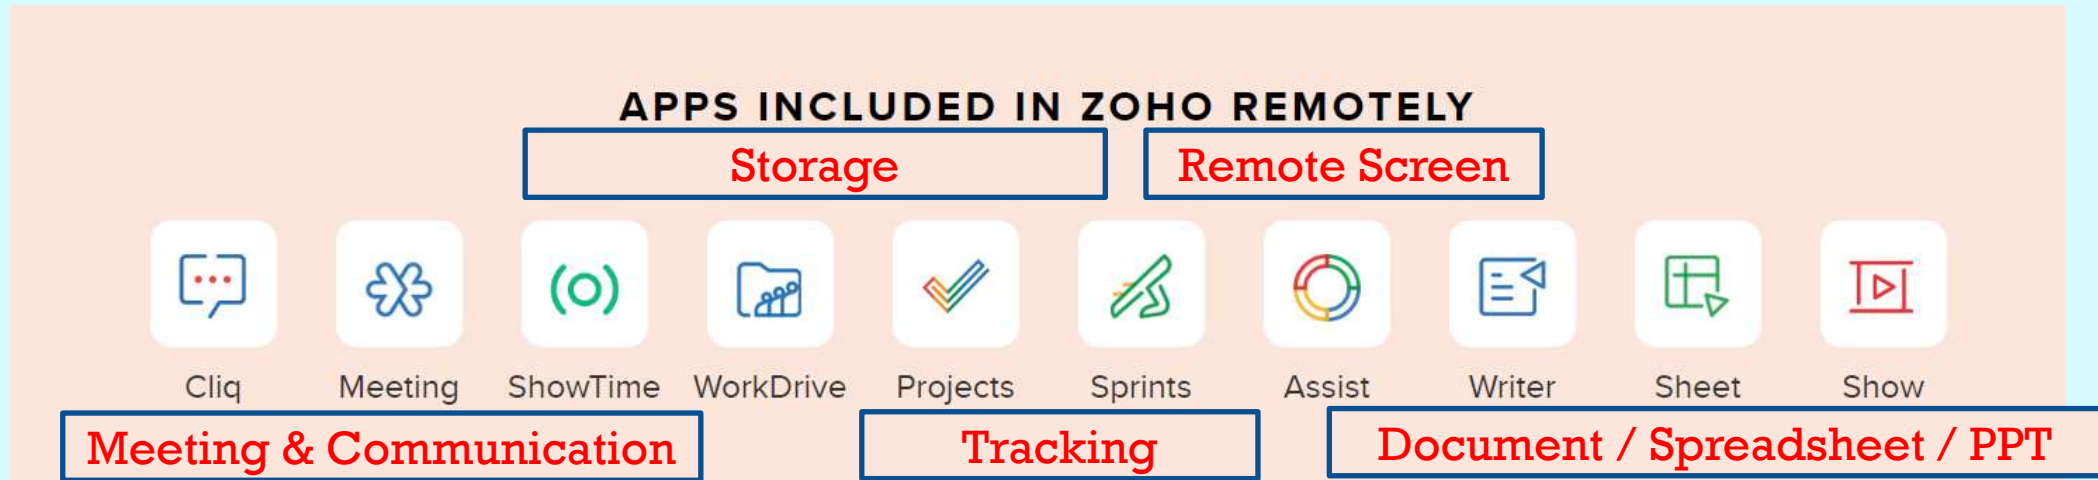 APPS INCLUDED IN ZOHO REMOTELY
Storage
Remote Screen
Cliq
Meeting
ShowTime
WorkDrive
Projects
Sprints
Assist
Writer
Sheet
Show
Meeting & Communication
Tracking
Document / Spreadsheet / PPT